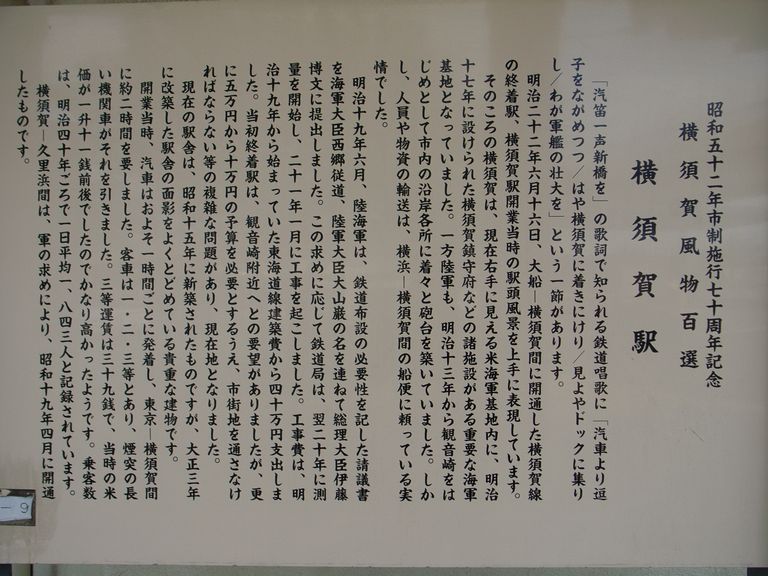 昭和五十二年市制施行七十周年記念
横須賀風物百選
横須賀駅
「汽笛一声新橋を」の歌詞で知られる鉄道唱歌に「汽車より逗
子をながめつつ/はや横須賀に着きにけり/見よやドックに集り
し/わが軍艦の壮大を」という一節があります。
明治二十二年六月十六日、大船―横須賀間に開通した横須賀線
の終着駅、横須賀駅開業当時の駅頭風景を上手に表現しています。
そのころの横須賀は、現在右手に見える米海軍基地内に、明治
十七年に設けられた横須賀鎮守府などの諸施設がある重要な海軍
基地となっていました。一方陸軍も、明治十三年から観音崎をは
じめとして市内の沿岸各所に着々と砲台を築いていました。しか
し、人員や物資の輸送は、横浜―横須賀間の船便に頼っている実
情でした。
明治十九年六月、陸海軍は、鉄道布設の必要性を記した請議書
を海軍大臣西郷従道、陸軍大臣大山巌の名を連ねて総理大臣伊藤
博文に提出しました。この求めに応じて鉄道局は、翌二十年に測
量を開始し、二十一年一月に工事を起こしました。工事費は、明
治十九年から始まっていた東海道線建築費から四十万円支出しま
した。当初終着駅は、観音崎附近へとの要望がありましたが、更
に五万円から十万円の予算を必要とするうえ、市街地を通さなけ
ればならない等の複雑な問題があり、現在地となりました。
現在の駅舎は、昭和十五年に新築されたものですが、大正三年
に改築した駅舎の面影をよくとどめている貴重な建物です。
開業当時、汽車はおよそ一時間ごとに発着し、東京―横須賀間
に約二時間を要しました。客車は一・二・三等とあり、煙突の長
い機関車がそれを引きました。三等運賃は三十九銭で、当時の米
価が一升十一銭前後でしたのでかなり高かったようです。乗客数
は、明治四十年ごろで一日平均一、八四三人と記録されています。
横須賀―久里浜間は、軍の求めにより、昭和十九年四月に開通
したものです。